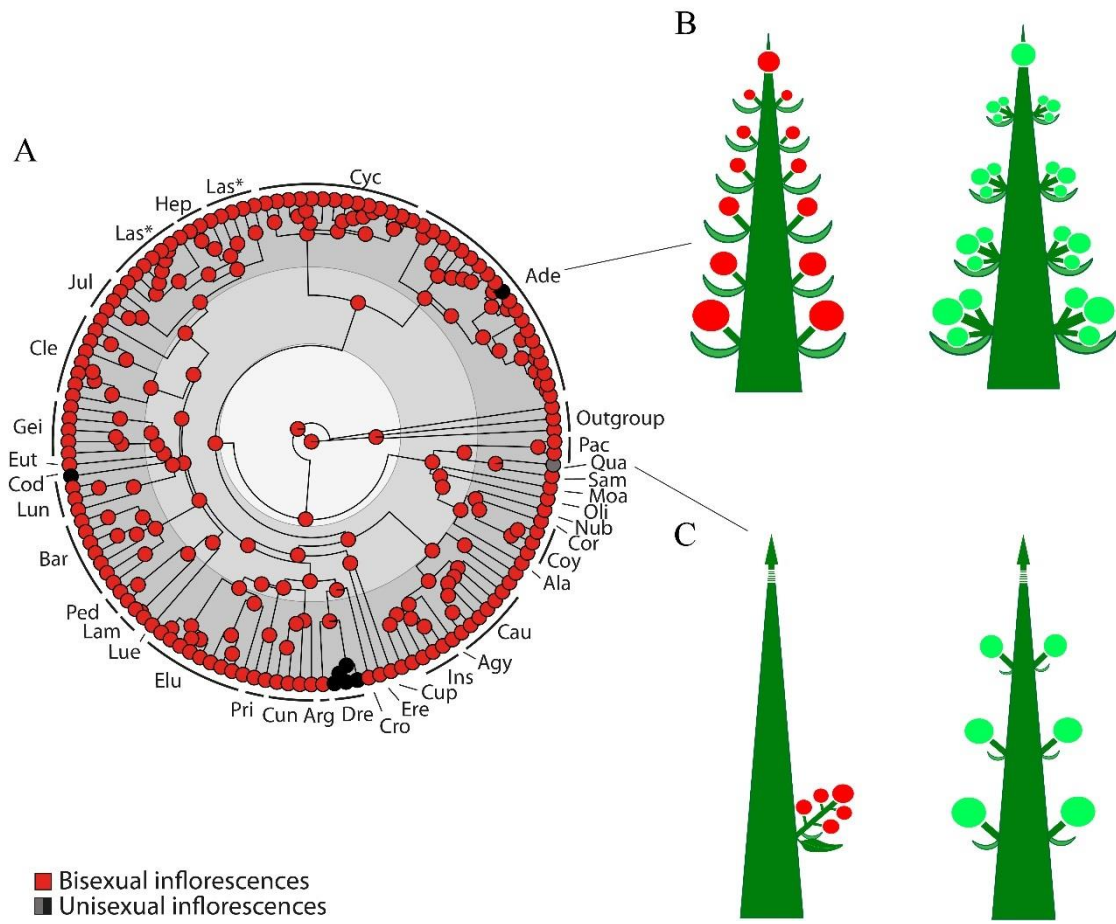 A
B
Las*
Cyc
Hep
Las*
Jul
Ade
Cle
Gei
Eut
Cod
Lun
Bar
Ped
Lam
Lue
Elu
Pri
Cun
Arg
Dre
Cro
Ere
Cup
Ins
Agy
Cau
Ala
Coy
Cor
Nub
Oli
Moa
Sam
Qua
Pac
Outgroup
C
Bisexual inflorescences
Unisexual inflorescences